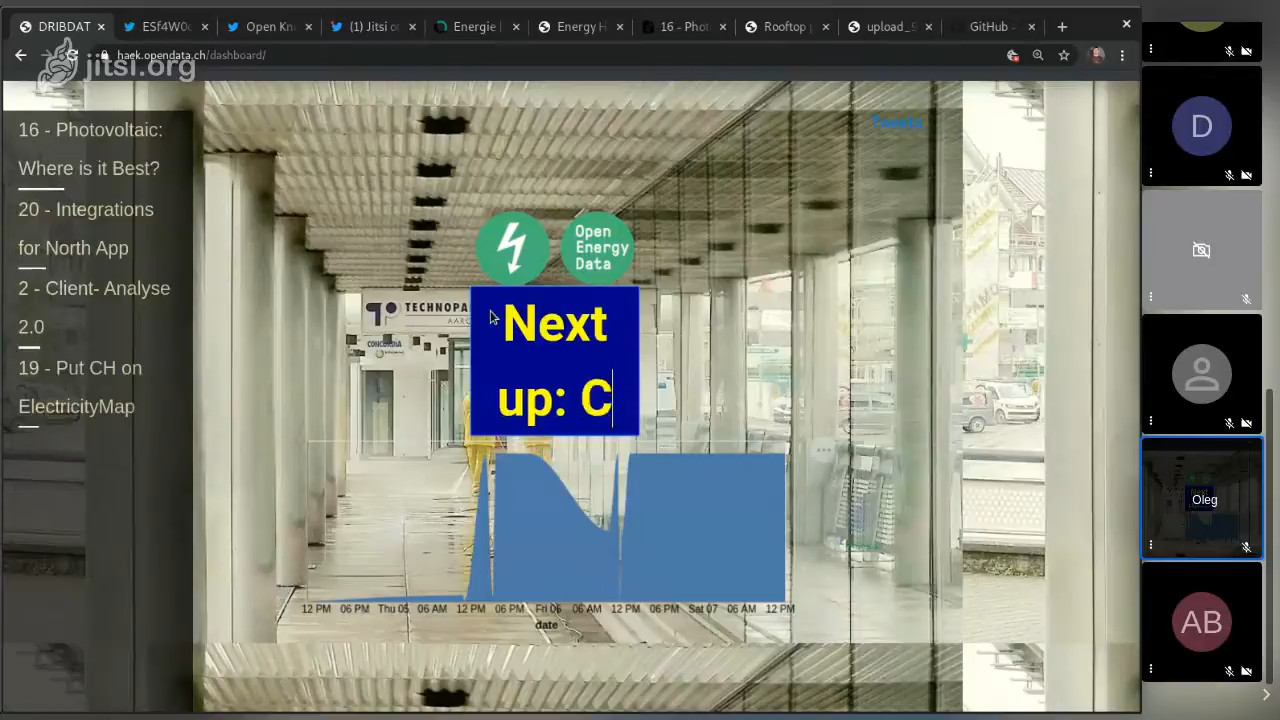 DRIBDAT
ESf4W0
Open Kn
(1) Jitsi o
Energie
Energy H
16 - Phot
Rooftop
upload_
GitHub
haek.opendata.ch/dashboard/
jitsi.org
16 - Photovoltaic:
Where is it Best?
20 - Integrations
for North App
2 - Client- Analyse
2.0
19 - Put CH on
ElectricityMap
Tweets
Open
Energy
Data
TECHNOPA
AARG
CONCORDIA
Next
up: C
12 PM 06 PM Thu 05 06 AM 12 PM 06 PM Fri 06 06 AM 12 PM 06 PM Sat 07 06 AM 12 PM
date
D
Oleg
AB